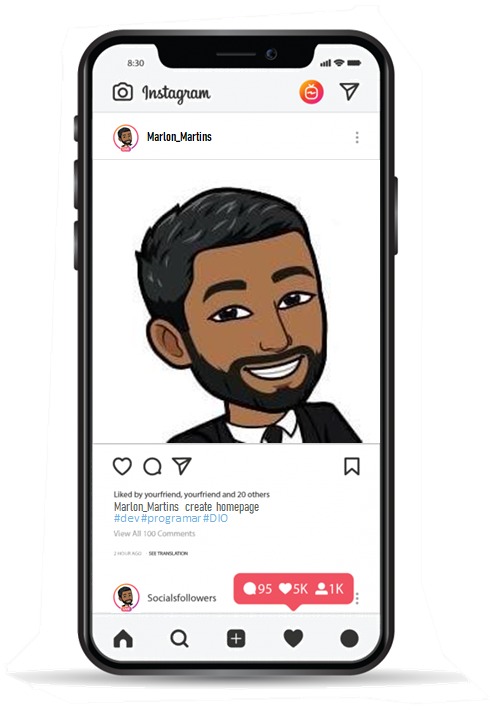 8:30
Instagram
Marlon_Martins
Liked by yourfriend, yourfriend and 20 others
Marlon_Martins create homepage
#dev#programar#DIO
View All 100 Comments
2 HOUR AGO · SEE TRANSLATION
95 5K 1K
Socialsfollowers